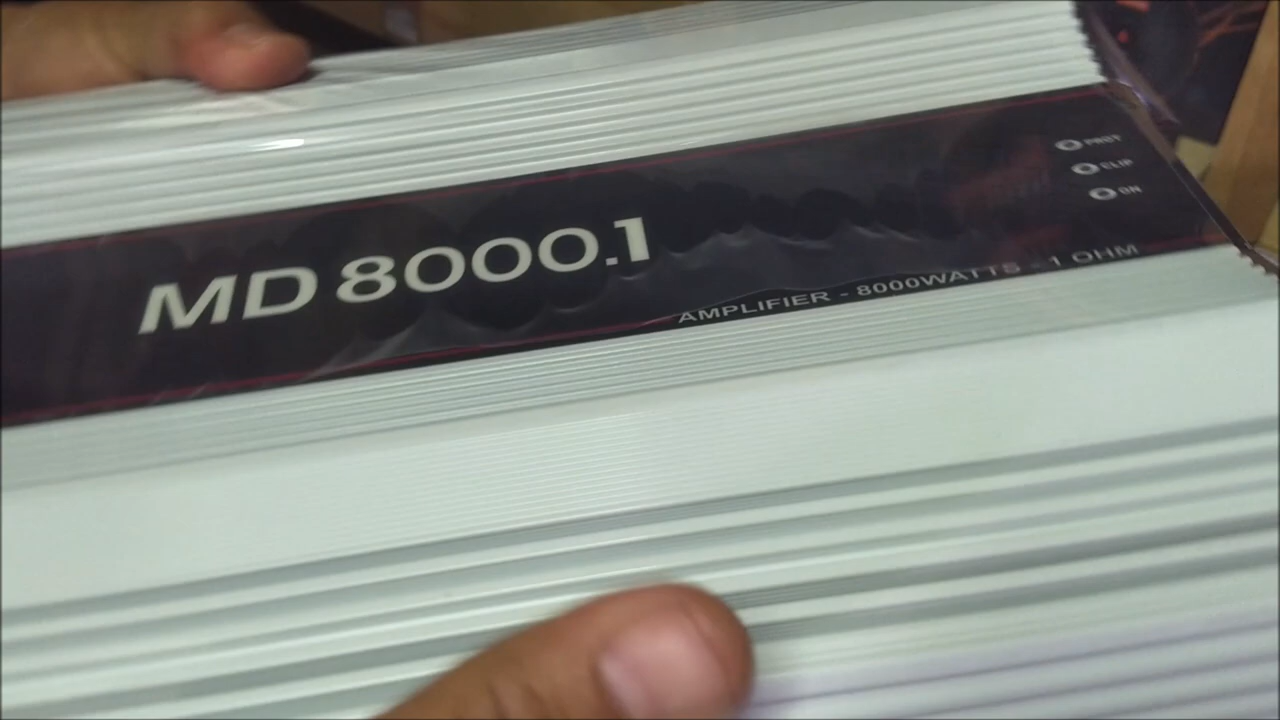 PROT
CLIP
ON
MD 8000.1
AMPLIFIER - 8000WATTS - 1 OHM